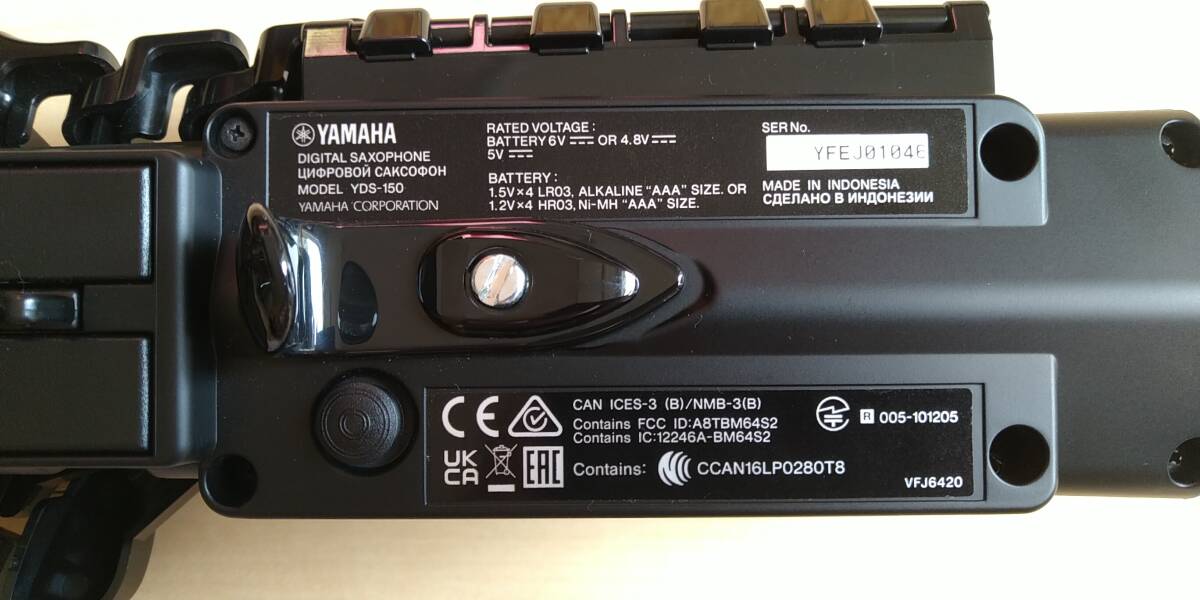 YAMAHA
DIGITAL SAXOPHONE
ЦИФРОВОЙ САКСОФОН
MODEL YDS-150
YAMAHA CORPORATION
RATED VOLTAGE :
BATTERY 6V OR 4.8V
5V
BATTERY :
1.5V×4 LR03, ALKALINE “AAA” SIZE. OR
1.2V×4 HR03, Ni-MH “AAA” SIZE.
SER No.
MADE IN INDONESIA
СДЕЛАНО В ИНДОНЕЗИИ
CE
UK
CA
EAC
CAN ICES-3 (B)/NMB-3(B)
Contains FCC ID:A8TBM64S2
Contains IC:12246A-BM64S2
Contains: CCAN16LP0280T8
R 005-101205
VFJ6420